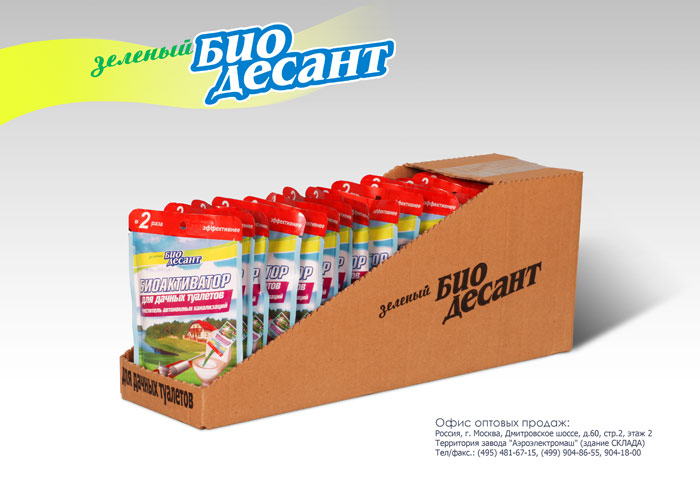 зеленый
БИО
ДЕСАНТ
в 2 раза
эффективнее
зеленый
БИО
ДЕСАНТ
БИОАКТИВАТОР
для дачных туалетов
очиститель автономных канализаций
для дачных туалетов
зеленый
БИО
ДЕСАНТ
Офис оптовых продаж:
Россия, г. Москва, Дмитровское шоссе, д.60, стр.2, этаж 2
Территория завода "Аэроэлектромаш" (здание СКЛАДА)
Тел/факс.: (495) 481-67-15, (499) 904-86-55, 904-18-00